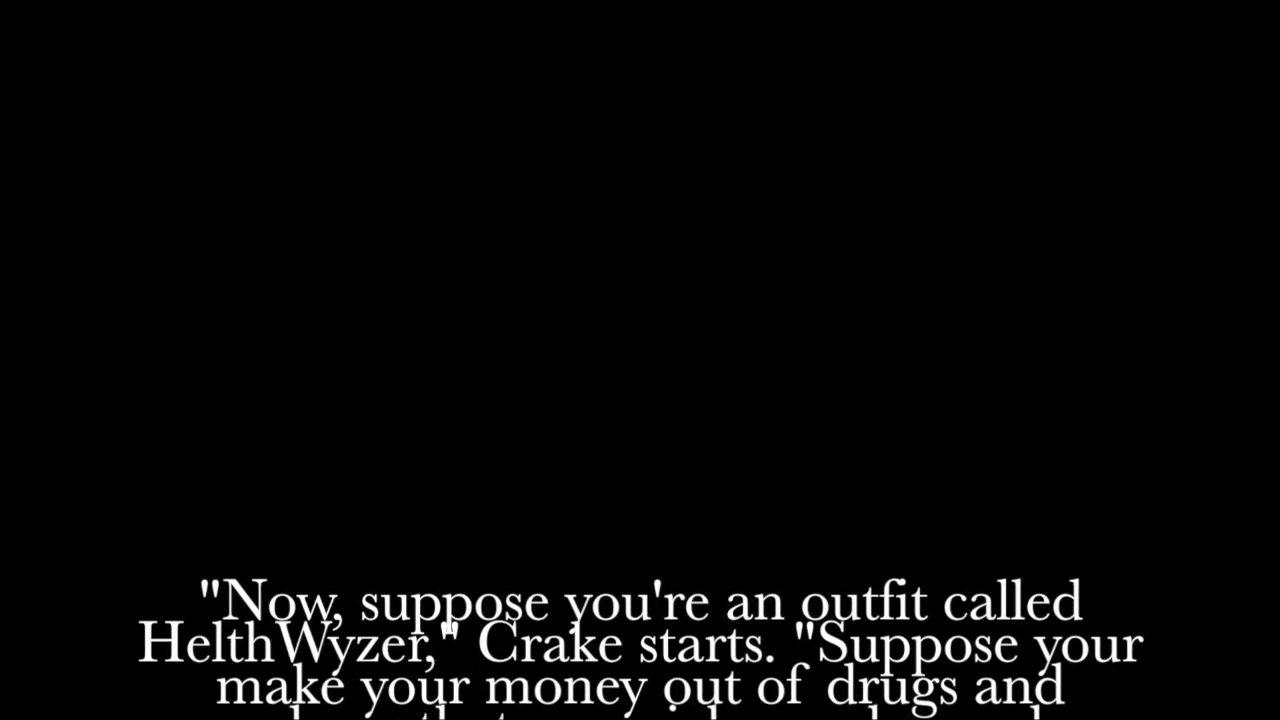 "Now, suppose you're an outfit called
HelthWyzer," Crake starts. "Suppose your
make your money out of drugs and